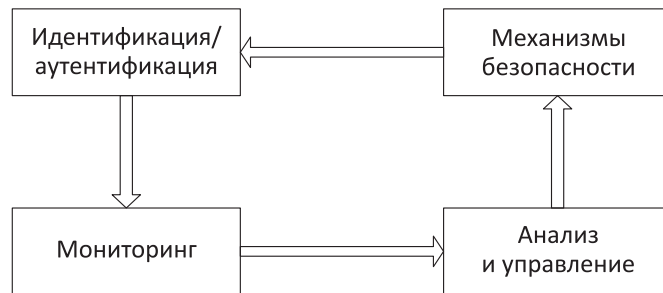 Идентификация/
аутентификация
Механизмы
безопасности
Мониторинг
Анализ
и управление